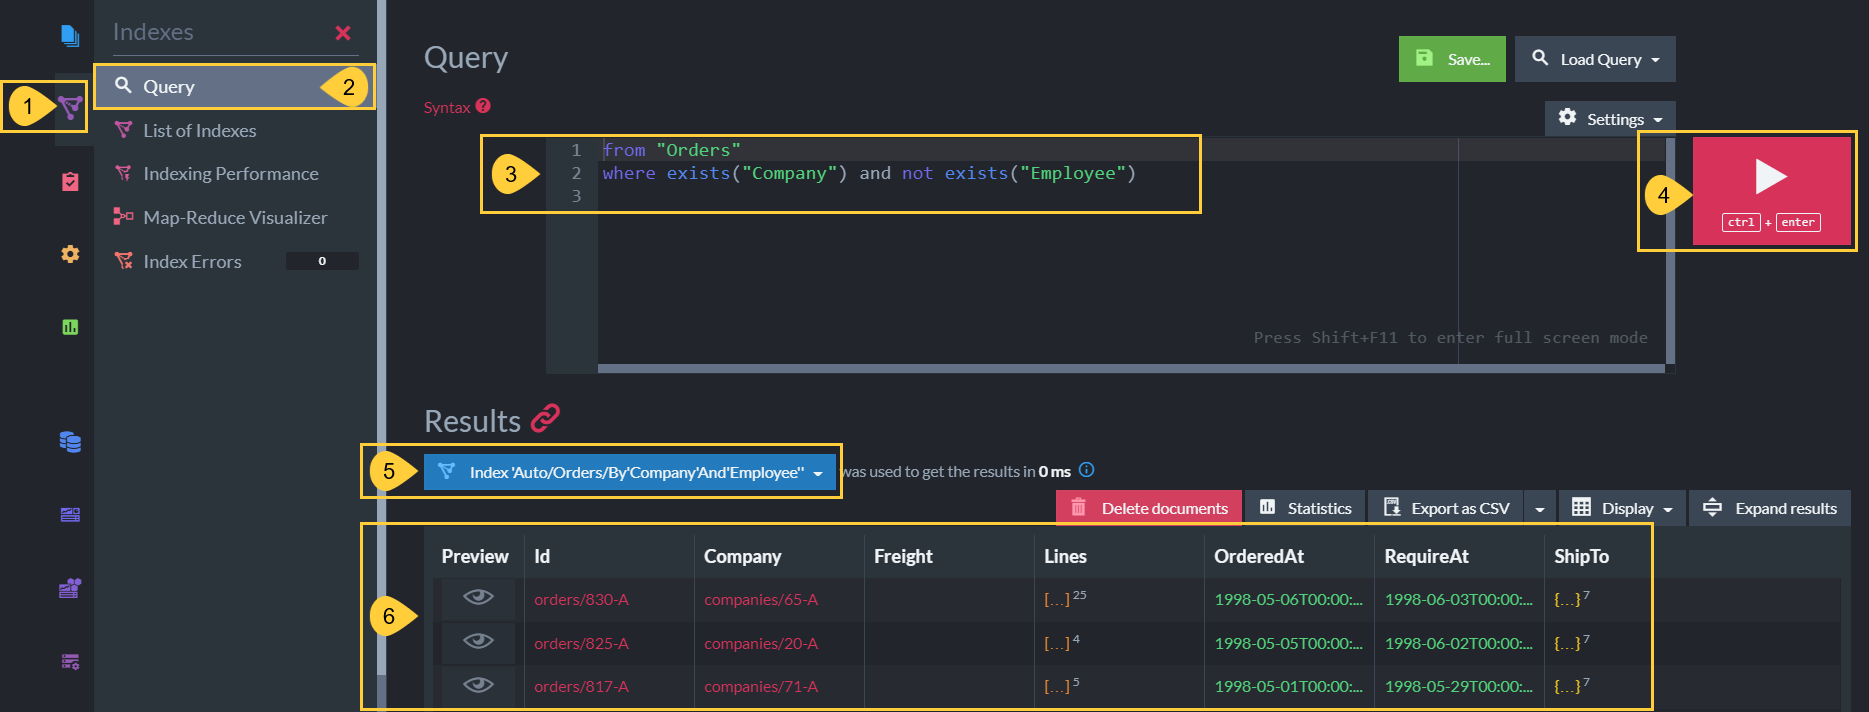 Indexes
1
Query
2
List of Indexes
Indexing Performance
Map-Reduce Visualizer
Index Errors 0
Query
Save...
Load Query
Syntax ?
Settings
3
1 from "Orders"
2 where exists("Company") and not exists("Employee")
3
Press Shift+F11 to enter full screen mode
4
ctrl + enter
Results
5
Index 'Auto/Orders/By'Company'And'Employee'' was used to get the results in 0 ms
Delete documents Statistics Export as CSV Display Expand results
6
Preview Id Company Freight Lines OrderedAt RequireAt ShipTo
orders/830-A companies/65-A [...] 25 1998-05-06T00:00:... 1998-06-03T00:00:... {...} 7
orders/825-A companies/20-A [...] 4 1998-05-05T00:00:... 1998-06-02T00:00:... {...} 7
orders/817-A companies/71-A [...] 5 1998-05-01T00:00:... 1998-05-29T00:00:... {...} 7